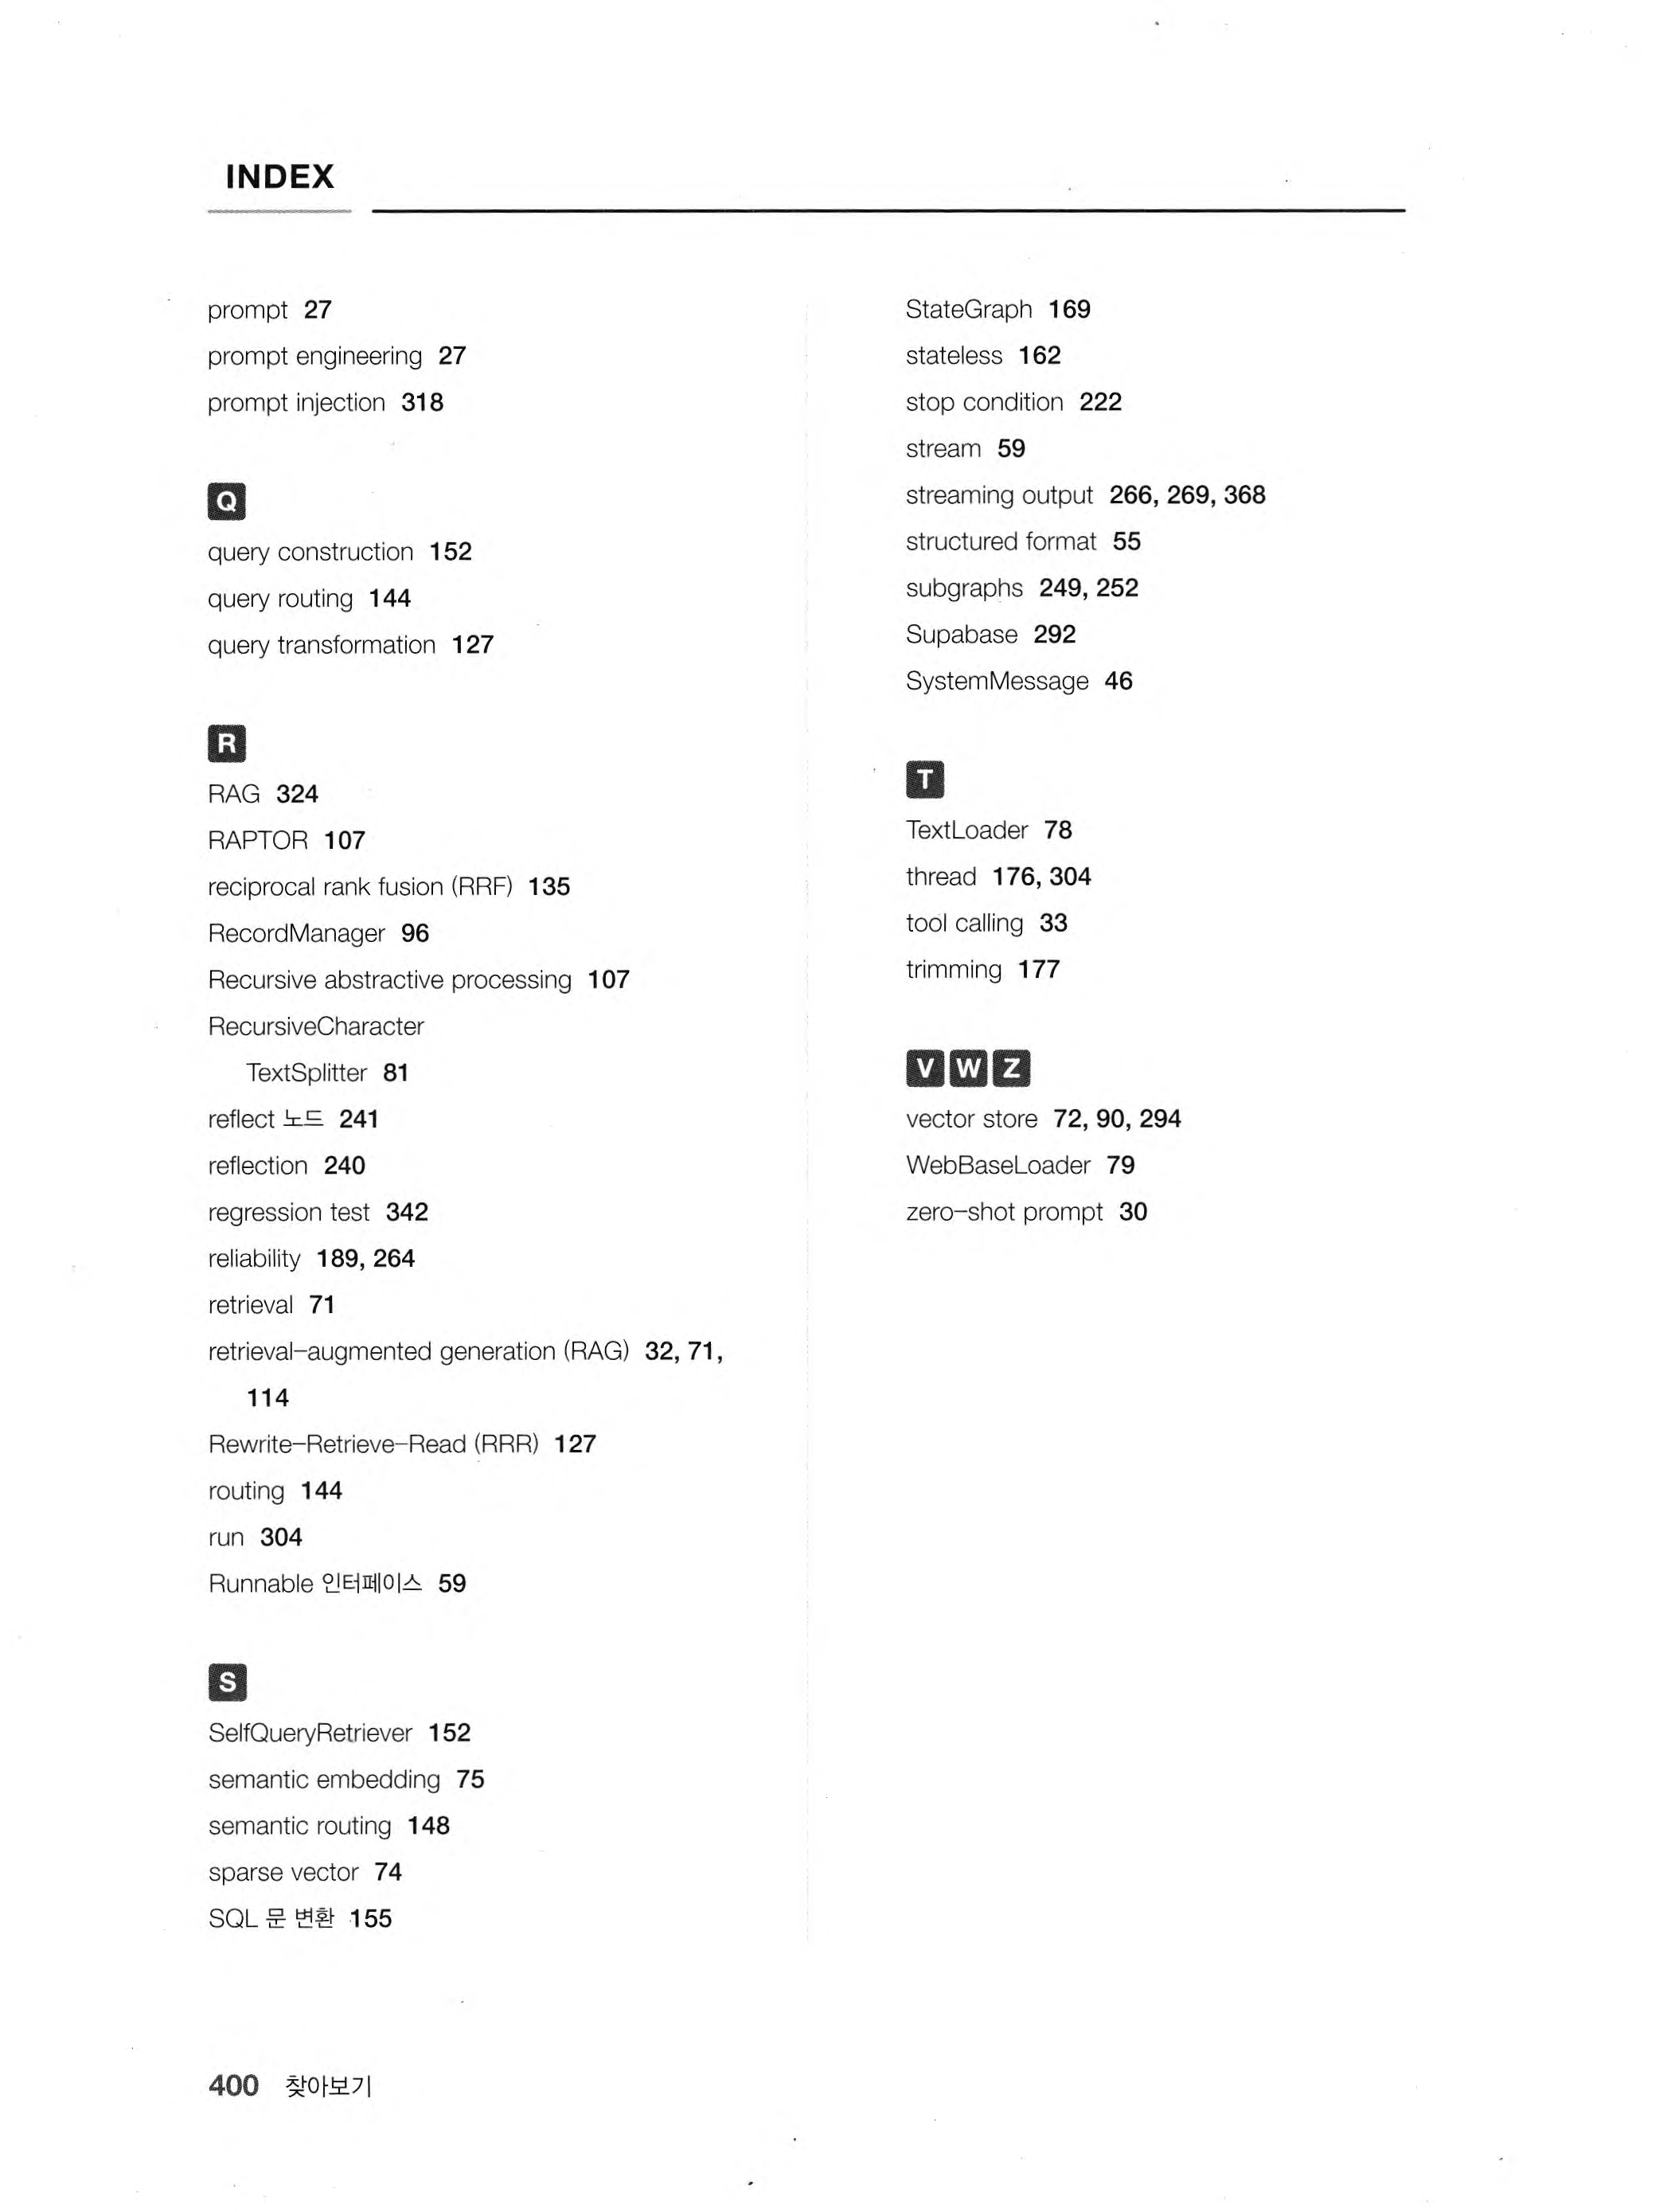 INDEX
prompt 27
prompt engineering 27
prompt injection 318
Q
query construction 152
query routing 144
query transformation 127
R
RAG 324
RAPTOR 107
reciprocal rank fusion (RRF) 135
RecordManager 96
Recursive abstractive processing 107
RecursiveCharacter
TextSplitter 81
reflect 노드 241
reflection 240
regression test 342
reliability 189, 264
retrieval 71
retrieval-augmented generation (RAG) 32, 71,
114
Rewrite-Retrieve-Read (RRR) 127
routing 144
run 304
Runnable 인터페이스 59
S
SelfQueryRetriever 152
semantic embedding 75
semantic routing 148
sparse vector 74
SQL 문 변환 155
StateGraph 169
stateless 162
stop condition 222
stream 59
streaming output 266, 269, 368
structured format 55
subgraphs 249, 252
Supabase 292
SystemMessage 46
T
TextLoader 78
thread 176, 304
tool calling 33
trimming 177
V W Z
vector store 72, 90, 294
WebBaseLoader 79
zero-shot prompt 30
400 찾아보기